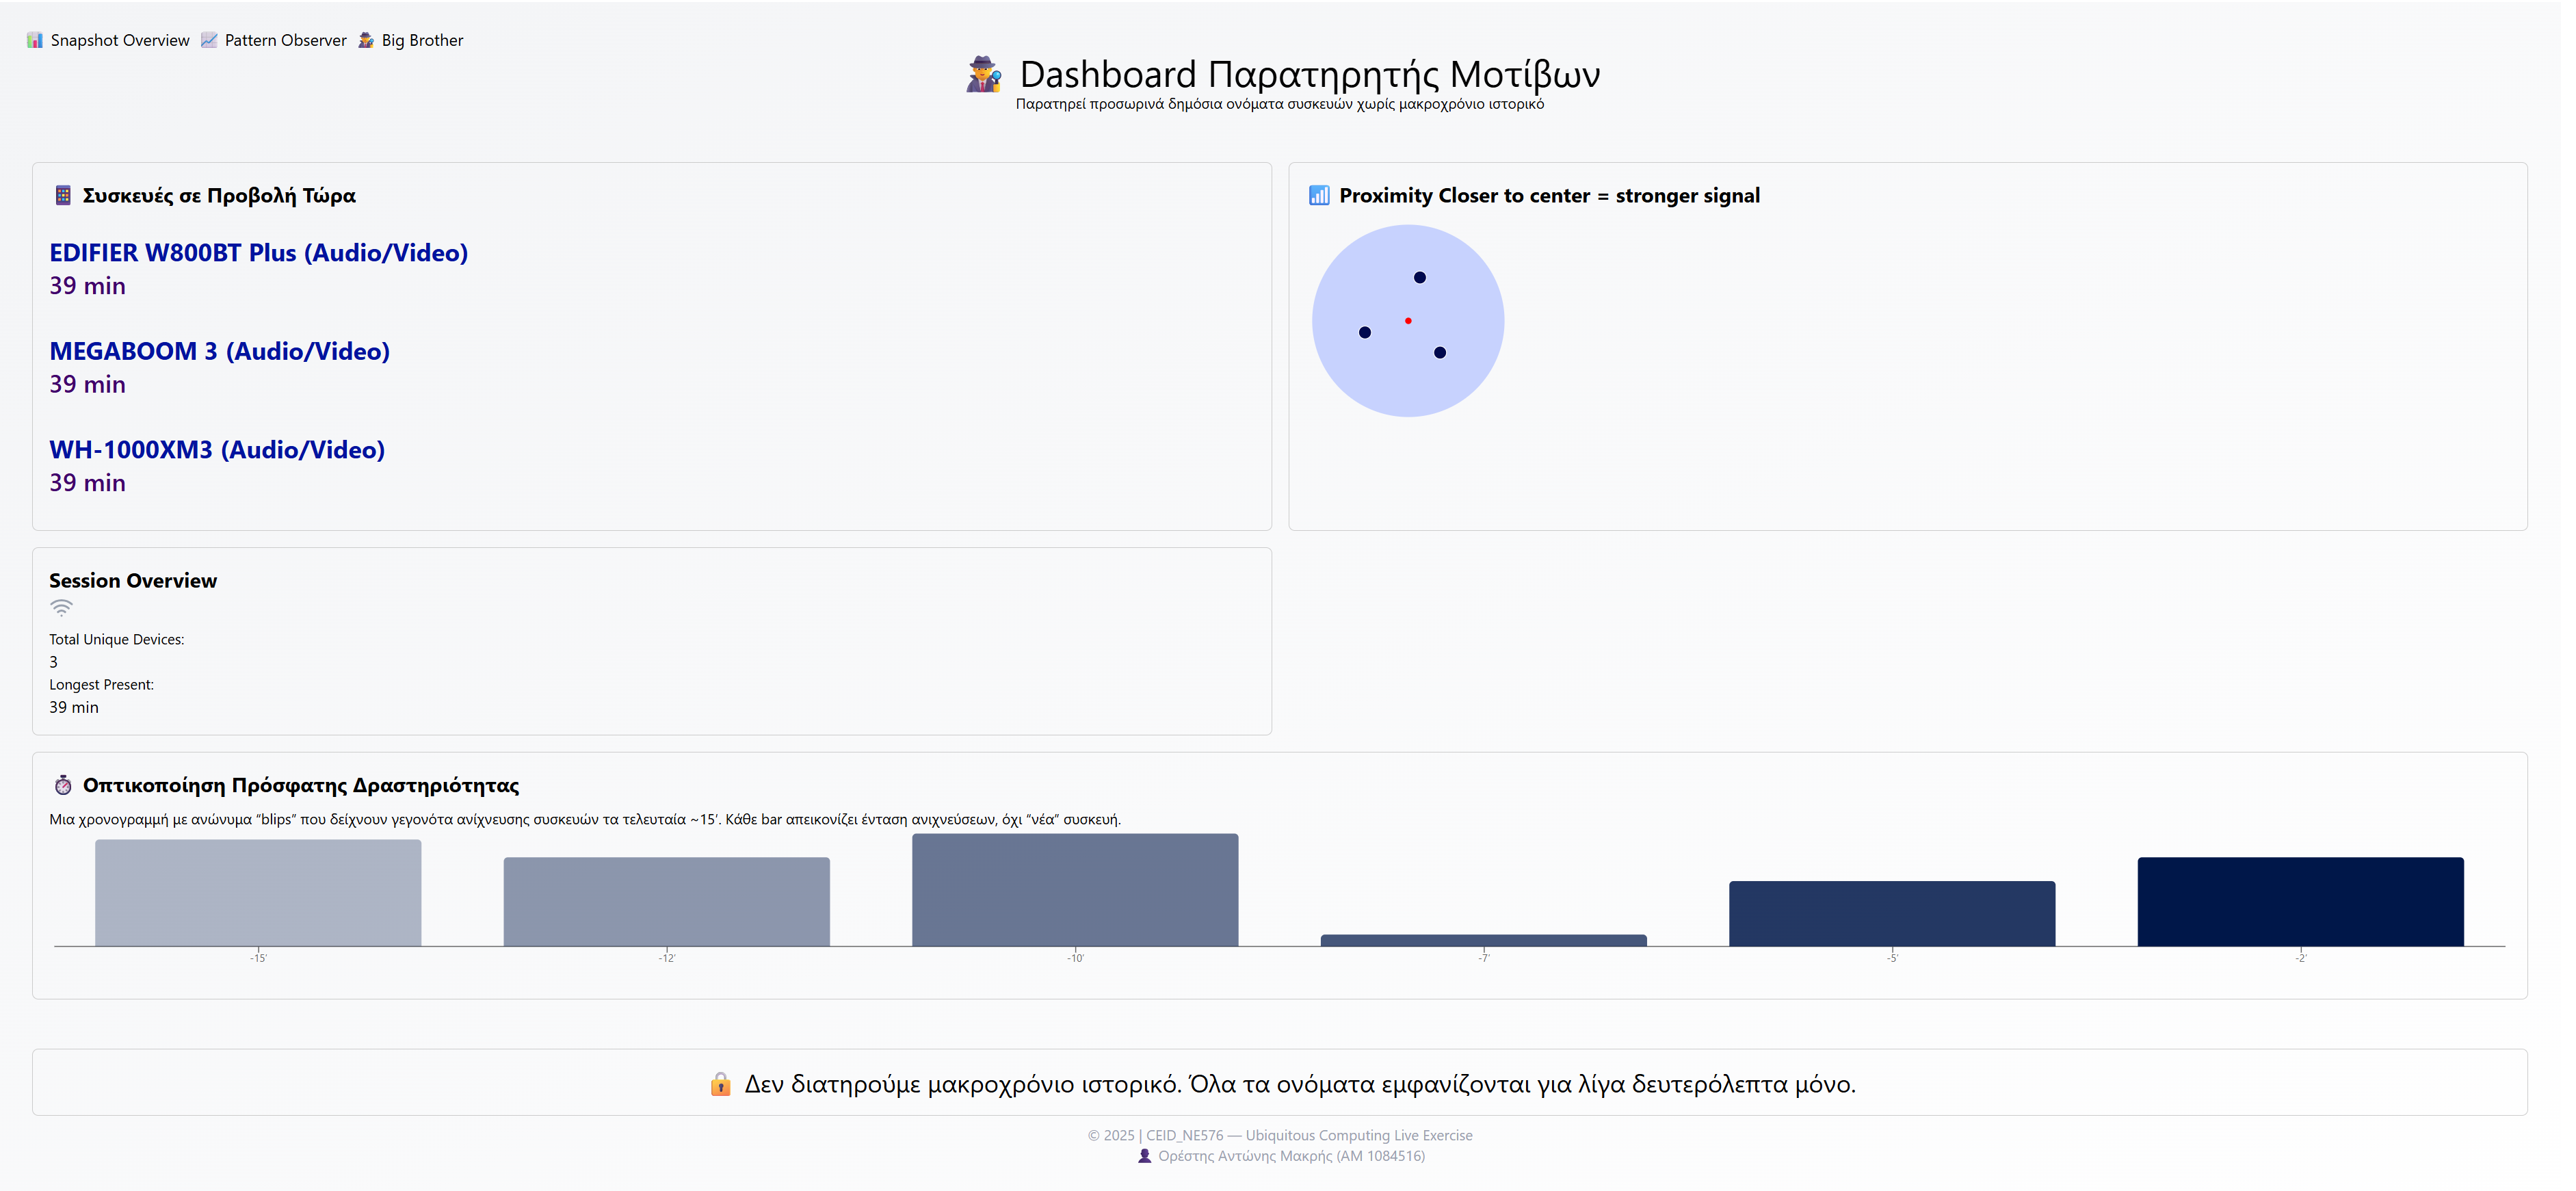 Snapshot Overview Pattern Observer Big Brother
Dashboard Παρατηρητής Μοτίβων
Παρατηρεί προσωρινά δημόσια ονόματα συσκευών χωρίς μακροχρόνιο ιστορικό
Συσκευές σε Προβολή Τώρα
EDIFIER W800BT Plus (Audio/Video)
39 min
MEGABOOM 3 (Audio/Video)
39 min
WH-1000XM3 (Audio/Video)
39 min
Proximity Closer to center = stronger signal
Session Overview
Total Unique Devices:
3
Longest Present:
39 min
Οπτικοποίηση Πρόσφατης Δραστηριότητας
Μια χρονογραμμή με ανώνυμα “blips” που δείχνουν γεγονότα ανίχνευσης συσκευών τα τελευταία ~15′. Κάθε bar απεικονίζει ένταση ανιχνεύσεων, όχι “νέα” συσκευή.
-15′ -12′ -10′ -7′ -5′ -2′
Δεν διατηρούμε μακροχρόνιο ιστορικό. Όλα τα ονόματα εμφανίζονται για λίγα δευτερόλεπτα μόνο.
© 2025 | CEID_NE576 — Ubiquitous Computing Live Exercise
Ορέστης Αντώνης Μακρής (ΑΜ 1084516)